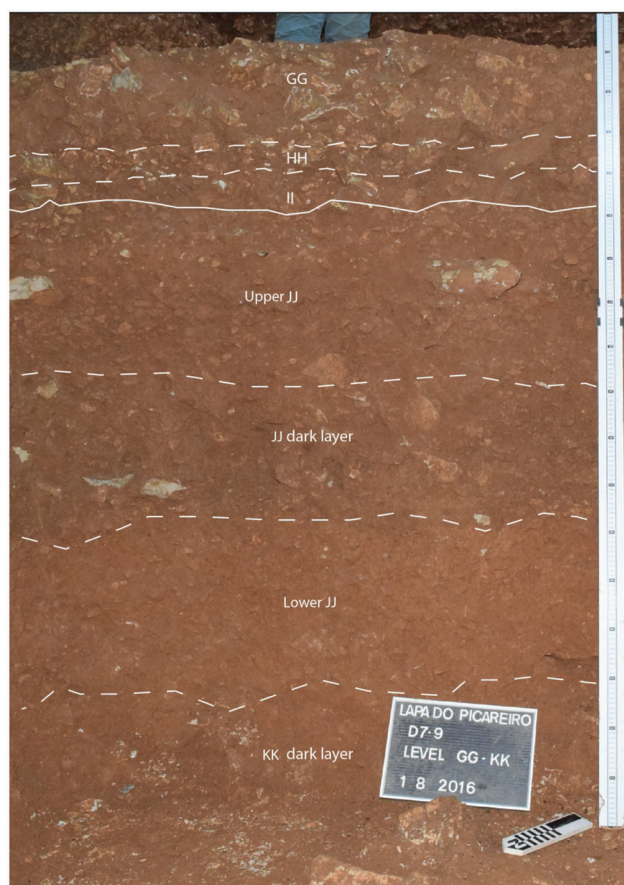 GG
HH
II
Upper JJ
JJ dark layer
Lower JJ
KK dark layer
LAPA DO PICAREIRO
D7-9
LEVEL GG-KK
1 8 2016